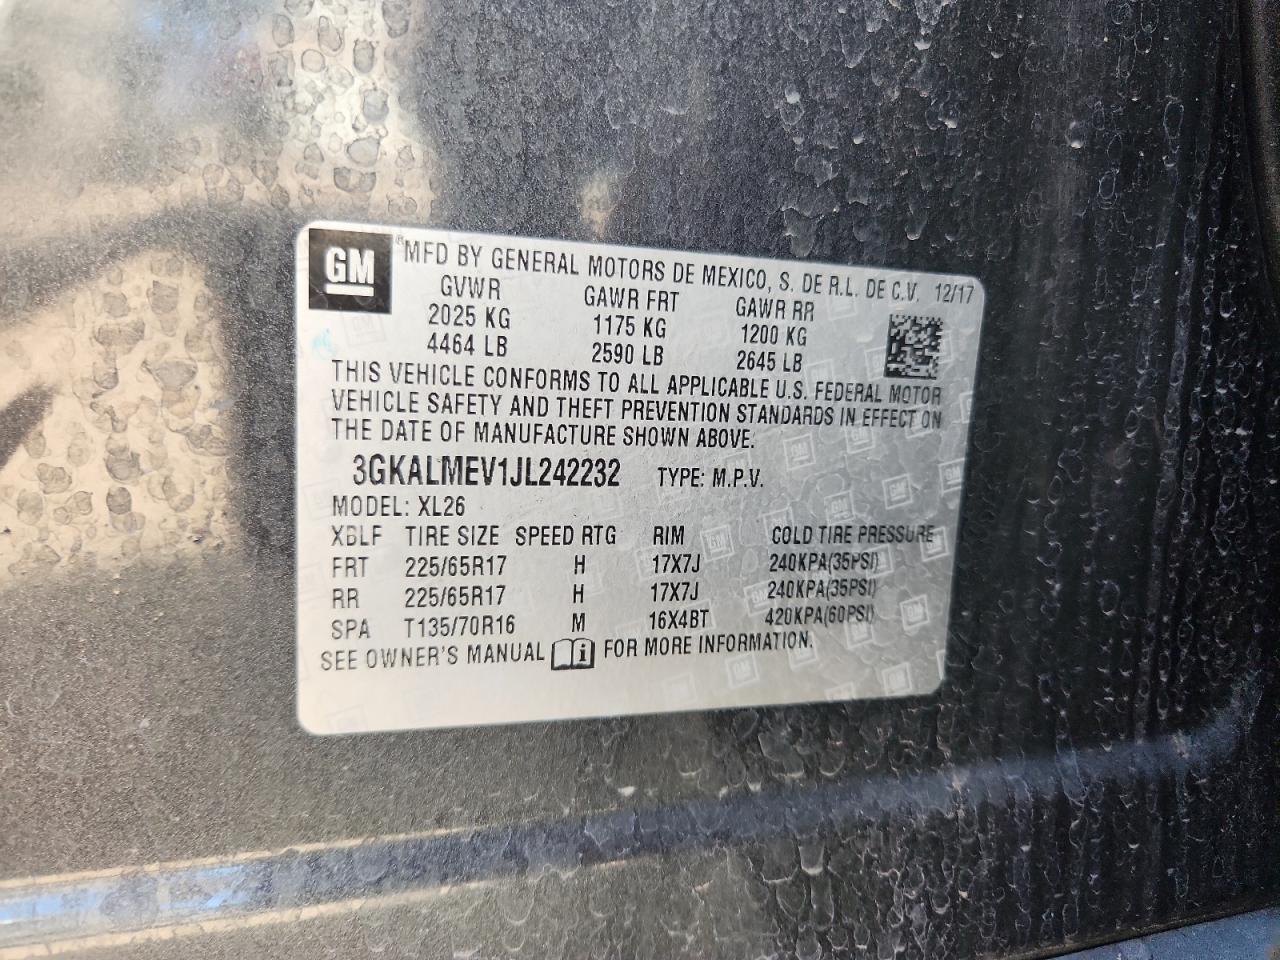 GM ® MFD BY GENERAL MOTORS DE MEXICO, S. DE R.L. DE C.V. 12/17
GVWR GAWR FRT GAWR RR
2025 KG 1175 KG 1200 KG
4464 LB 2590 LB 2645 LB
THIS VEHICLE CONFORMS TO ALL APPLICABLE U.S. FEDERAL MOTOR
VEHICLE SAFETY AND THEFT PREVENTION STANDARDS IN EFFECT ON
THE DATE OF MANUFACTURE SHOWN ABOVE.
3GKALMEV1JL242232 TYPE: M.P.V.
MODEL: XL26
XBLF TIRE SIZE SPEED RTG RIM COLD TIRE PRESSURE
FRT 225/65R17 H 17X7J 240KPA(35PSI)
RR 225/65R17 H 17X7J 240KPA(35PSI)
SPA T135/70R16 M 16X4BT 420KPA(60PSI)
SEE OWNER'S MANUAL i FOR MORE INFORMATION.